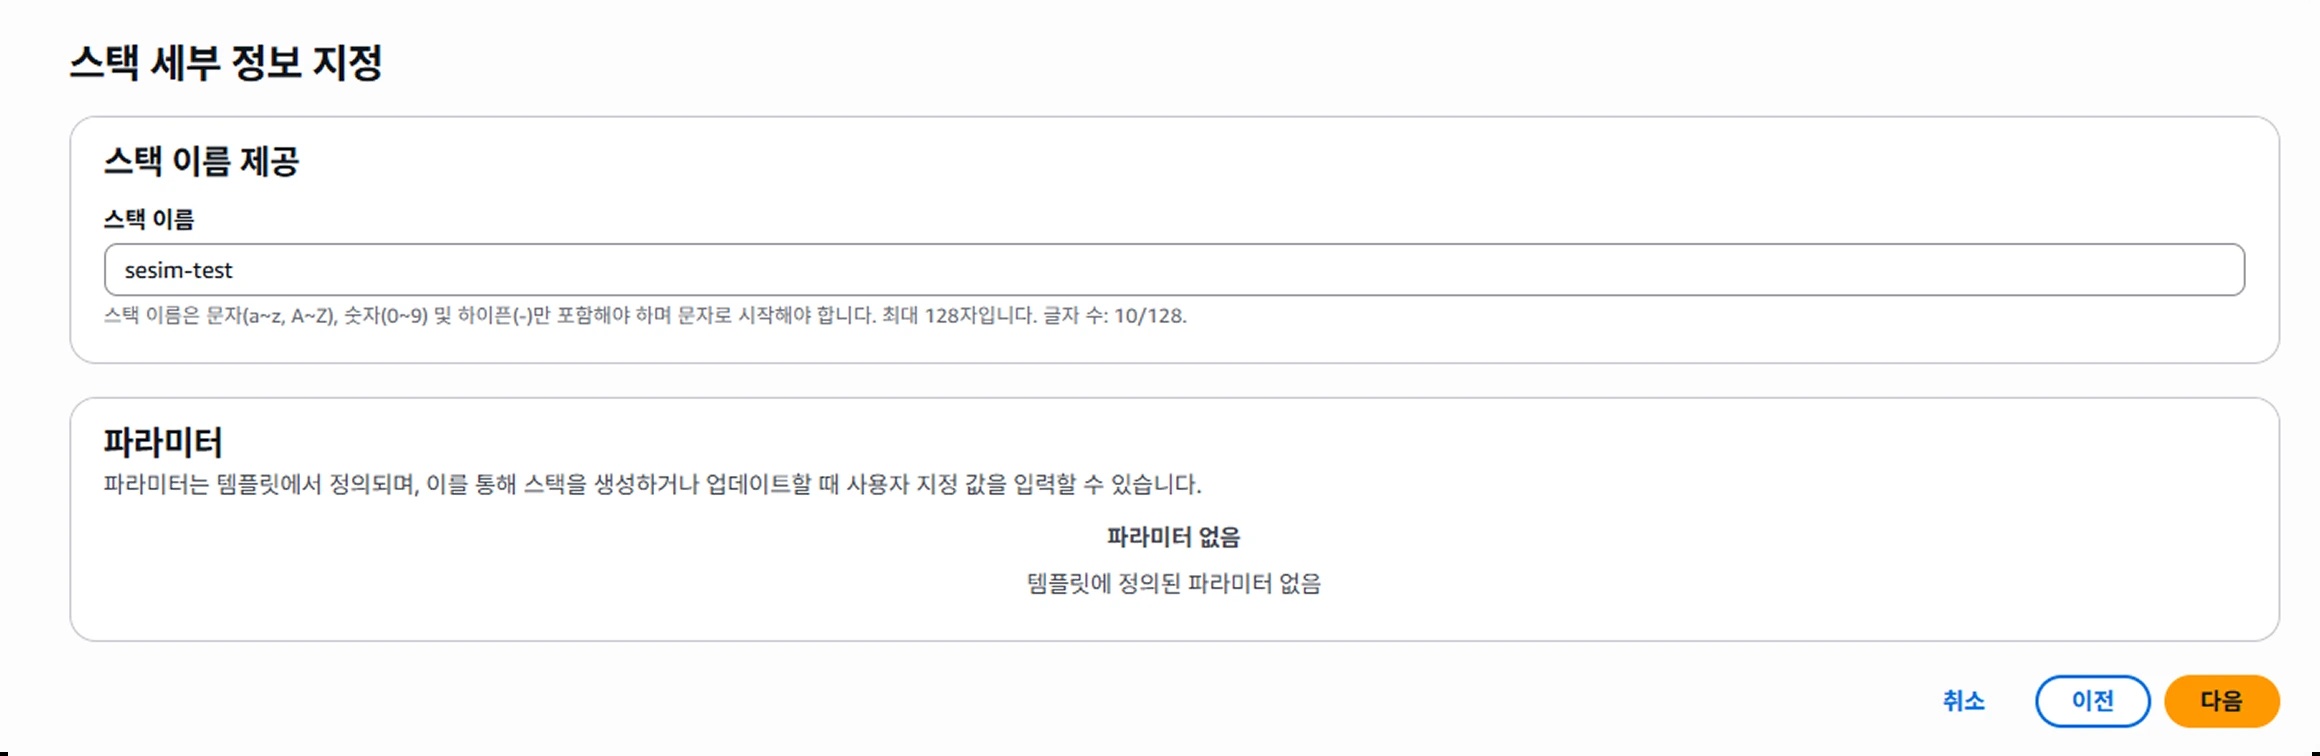 스택 세부 정보 지정
스택 이름 제공
스택 이름
sesim-test
스택 이름은 문자(a~z, A~Z), 숫자(0~9) 및 하이픈(-)만 포함해야 하며 문자로 시작해야 합니다. 최대 128자입니다. 글자 수: 10/128.
파라미터
파라미터는 템플릿에서 정의되며, 이를 통해 스택을 생성하거나 업데이트할 때 사용자 지정 값을 입력할 수 있습니다.
파라미터 없음
템플릿에 정의된 파라미터 없음
취소 이전 다음